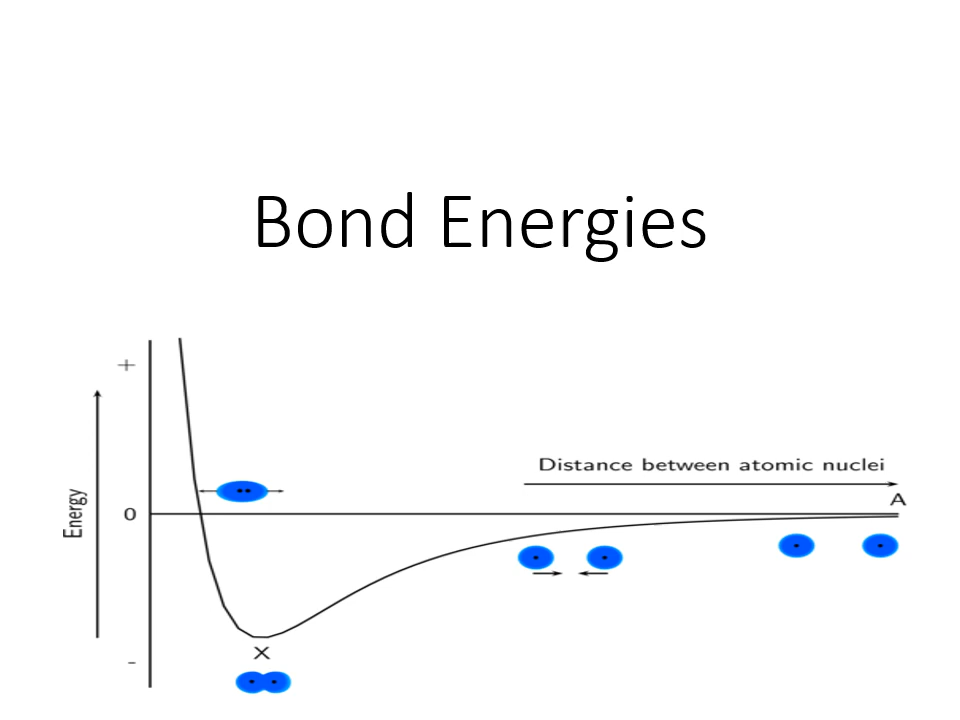 Bond Energies
+
Distance between atomic nuclei
A
0
Energy
X
-